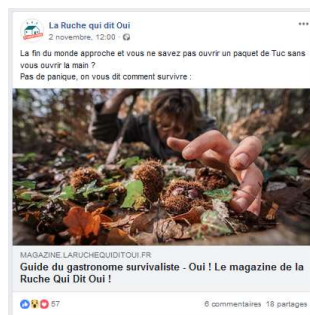 La Ruche qui dit Oui
2 novembre, 12:00 ·
La fin du monde approche et vous ne savez pas ouvrir un paquet de Tuc sans
vous ouvrir la main ?
Pas de panique, on vous dit comment survivre :
MAGAZINE.LARUCHEQUIDITOUI.FR
Guide du gastronome survivaliste - Oui ! Le magazine de la
Ruche Qui Dit Oui !
57
6 commentaires 18 partages